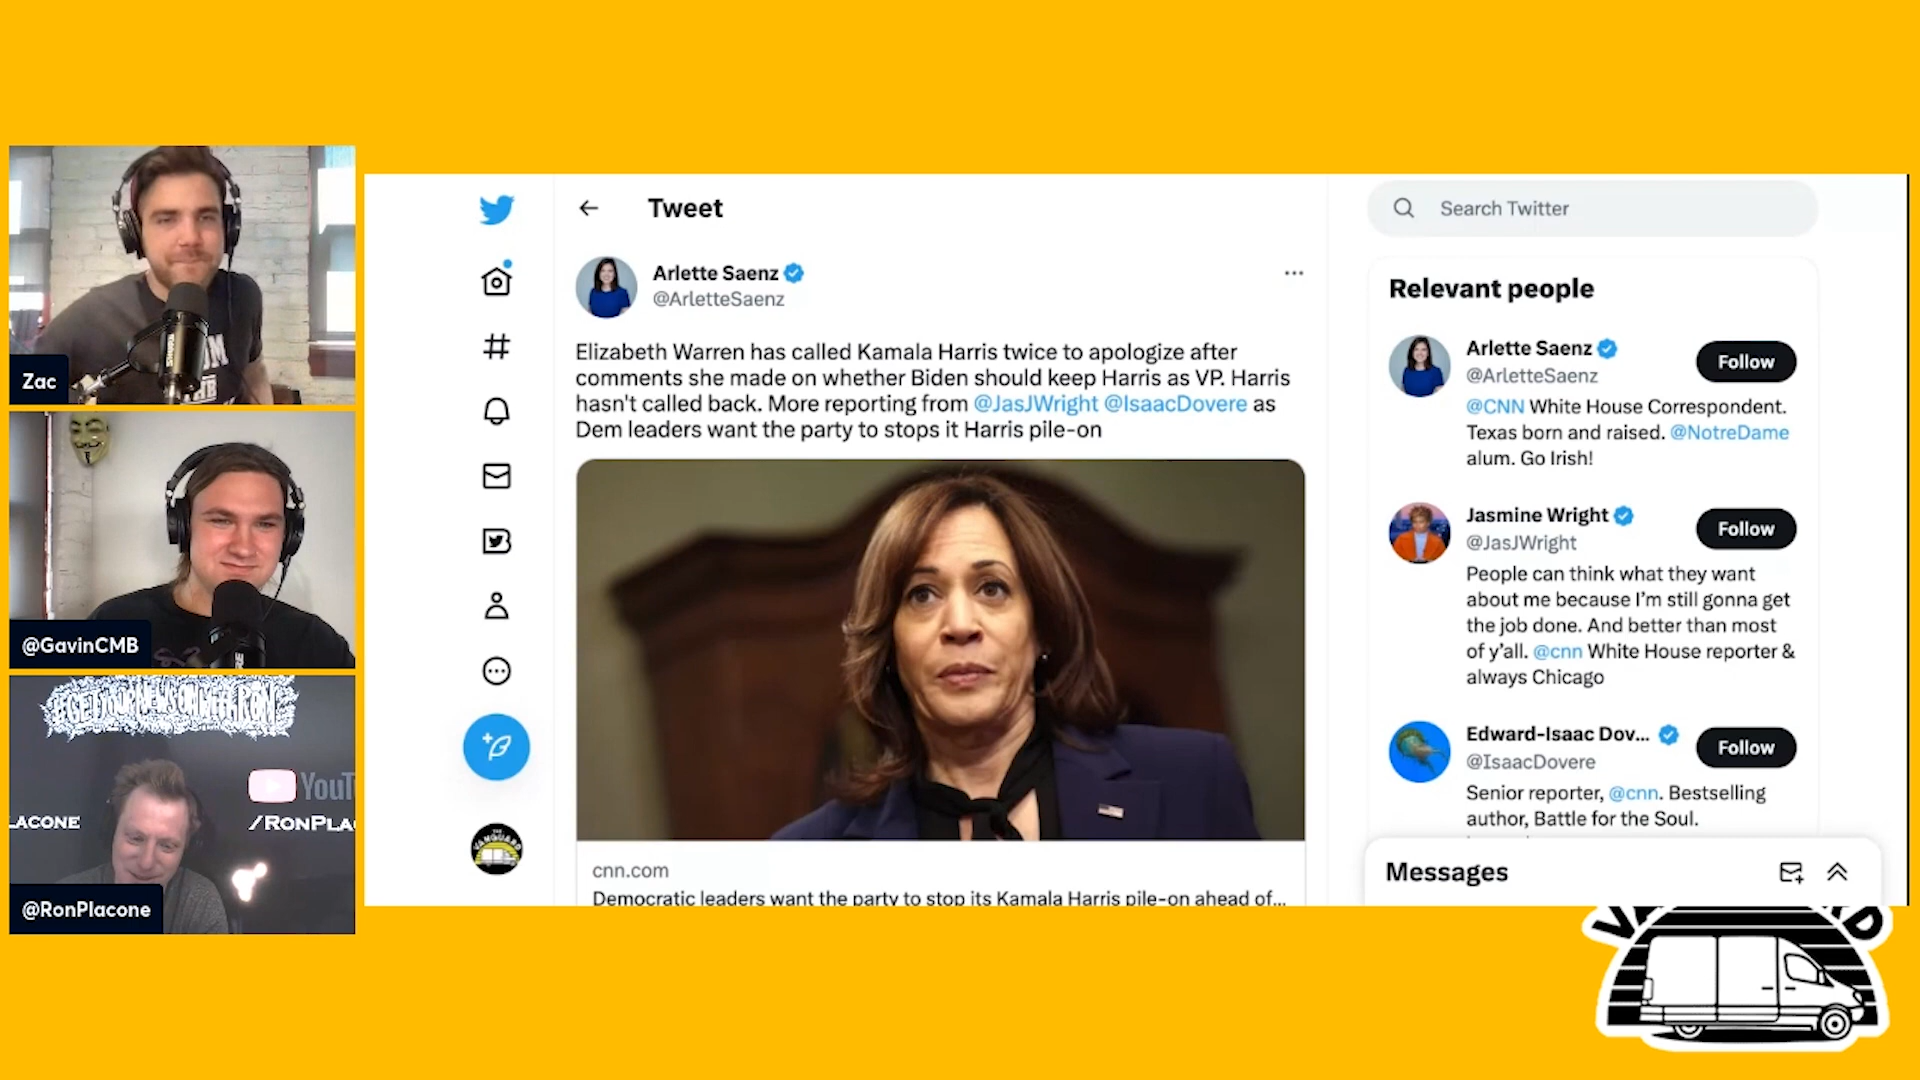 Zac
@GavinCMB
#GETYOURNEWSONWITHRON
YouT
LACONE
/RONPLA
@RonPlacone
Tweet
Arlette Saenz
@ArletteSaenz
Elizabeth Warren has called Kamala Harris twice to apologize after
comments she made on whether Biden should keep Harris as VP. Harris
hasn't called back. More reporting from @JasJWright @IsaacDovere as
Dem leaders want the party to stops it Harris pile-on
cnn.com
Democratic leaders want the party to stop its Kamala Harris pile-on ahead of...
THE
VANGUARD
Search Twitter
Relevant people
Arlette Saenz
@ArletteSaenz
Follow
@CNN White House Correspondent.
Texas born and raised. @NotreDame
alum. Go Irish!
Jasmine Wright
@JasJWright
Follow
People can think what they want
about me because I'm still gonna get
the job done. And better than most
of y'all. @cnn White House reporter &
always Chicago
Edward-Isaac Dov...
@IsaacDovere
Follow
Senior reporter, @cnn. Bestselling
author, Battle for the Soul.
Messages